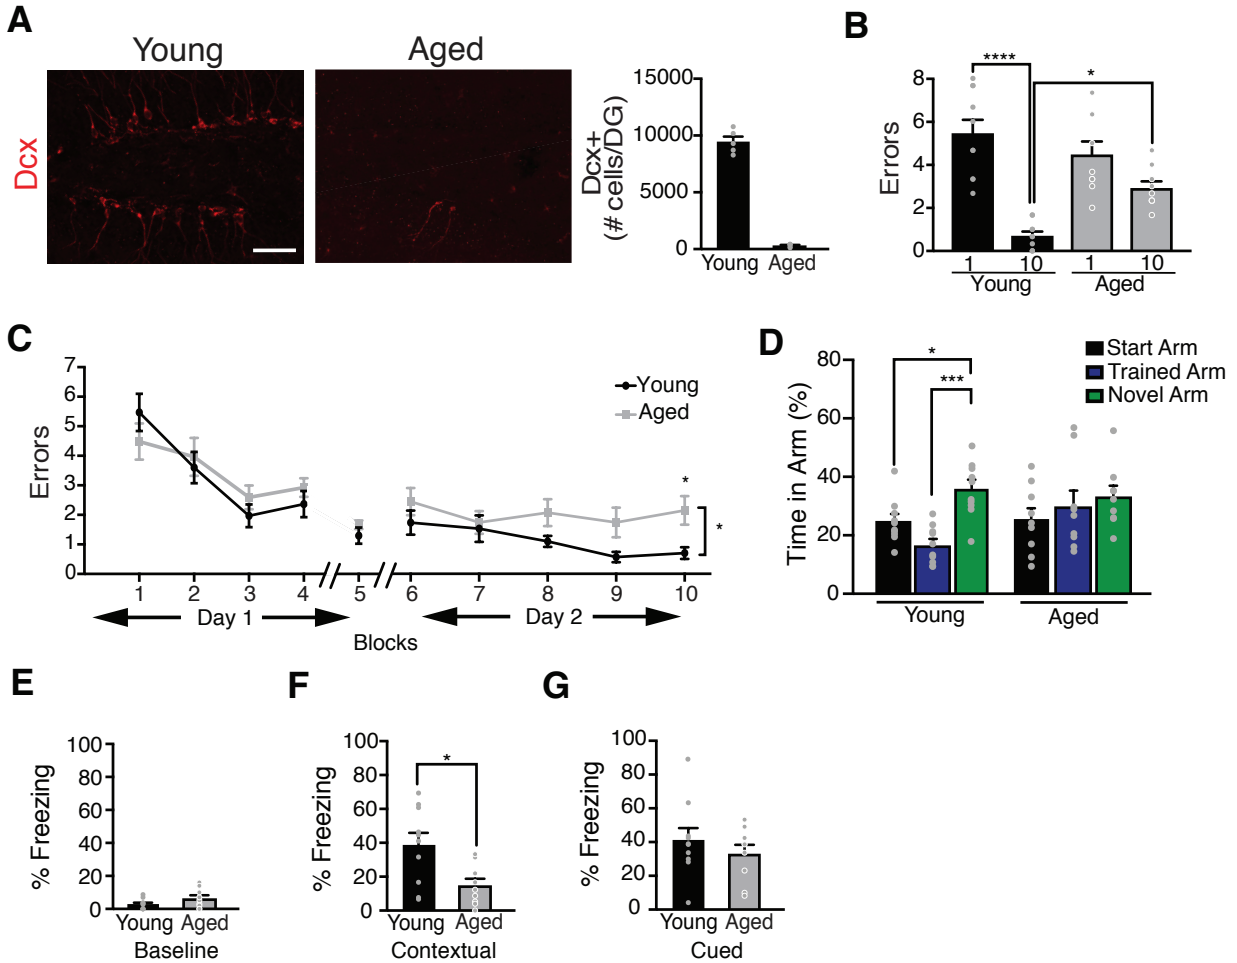 A
Young
Aged
Dcx
Dcx+
(# cells/DG)
15000
10000
5000
0
Young Aged
B
Errors
8
6
4
2
0
****
*
1 10 1 10
Young Aged
C
Errors
7
6
5
4
3
2
1
0
Young
Aged
*
*
1 2 3 4 5 6 7 8 9 10
Day 1 Day 2
Blocks
D
Time in Arm (%)
80
60
40
20
0
*
***
Start Arm
Trained Arm
Novel Arm
Young Aged
E
% Freezing
100
80
60
40
20
0
Young Aged
Baseline
F
% Freezing
100
80
60
40
20
0
*
Young Aged
Contextual
G
% Freezing
100
80
60
40
20
0
Young Aged
Cued